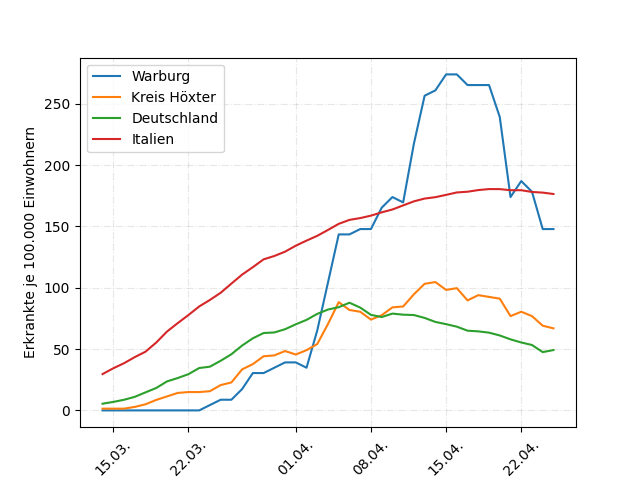 Warburg
Kreis Höxter
Deutschland
Italien
Erkrankte je 100.000 Einwohnern
250
200
150
100
50
0
15.03.
22.03.
01.04.
08.04.
15.04.
22.04.